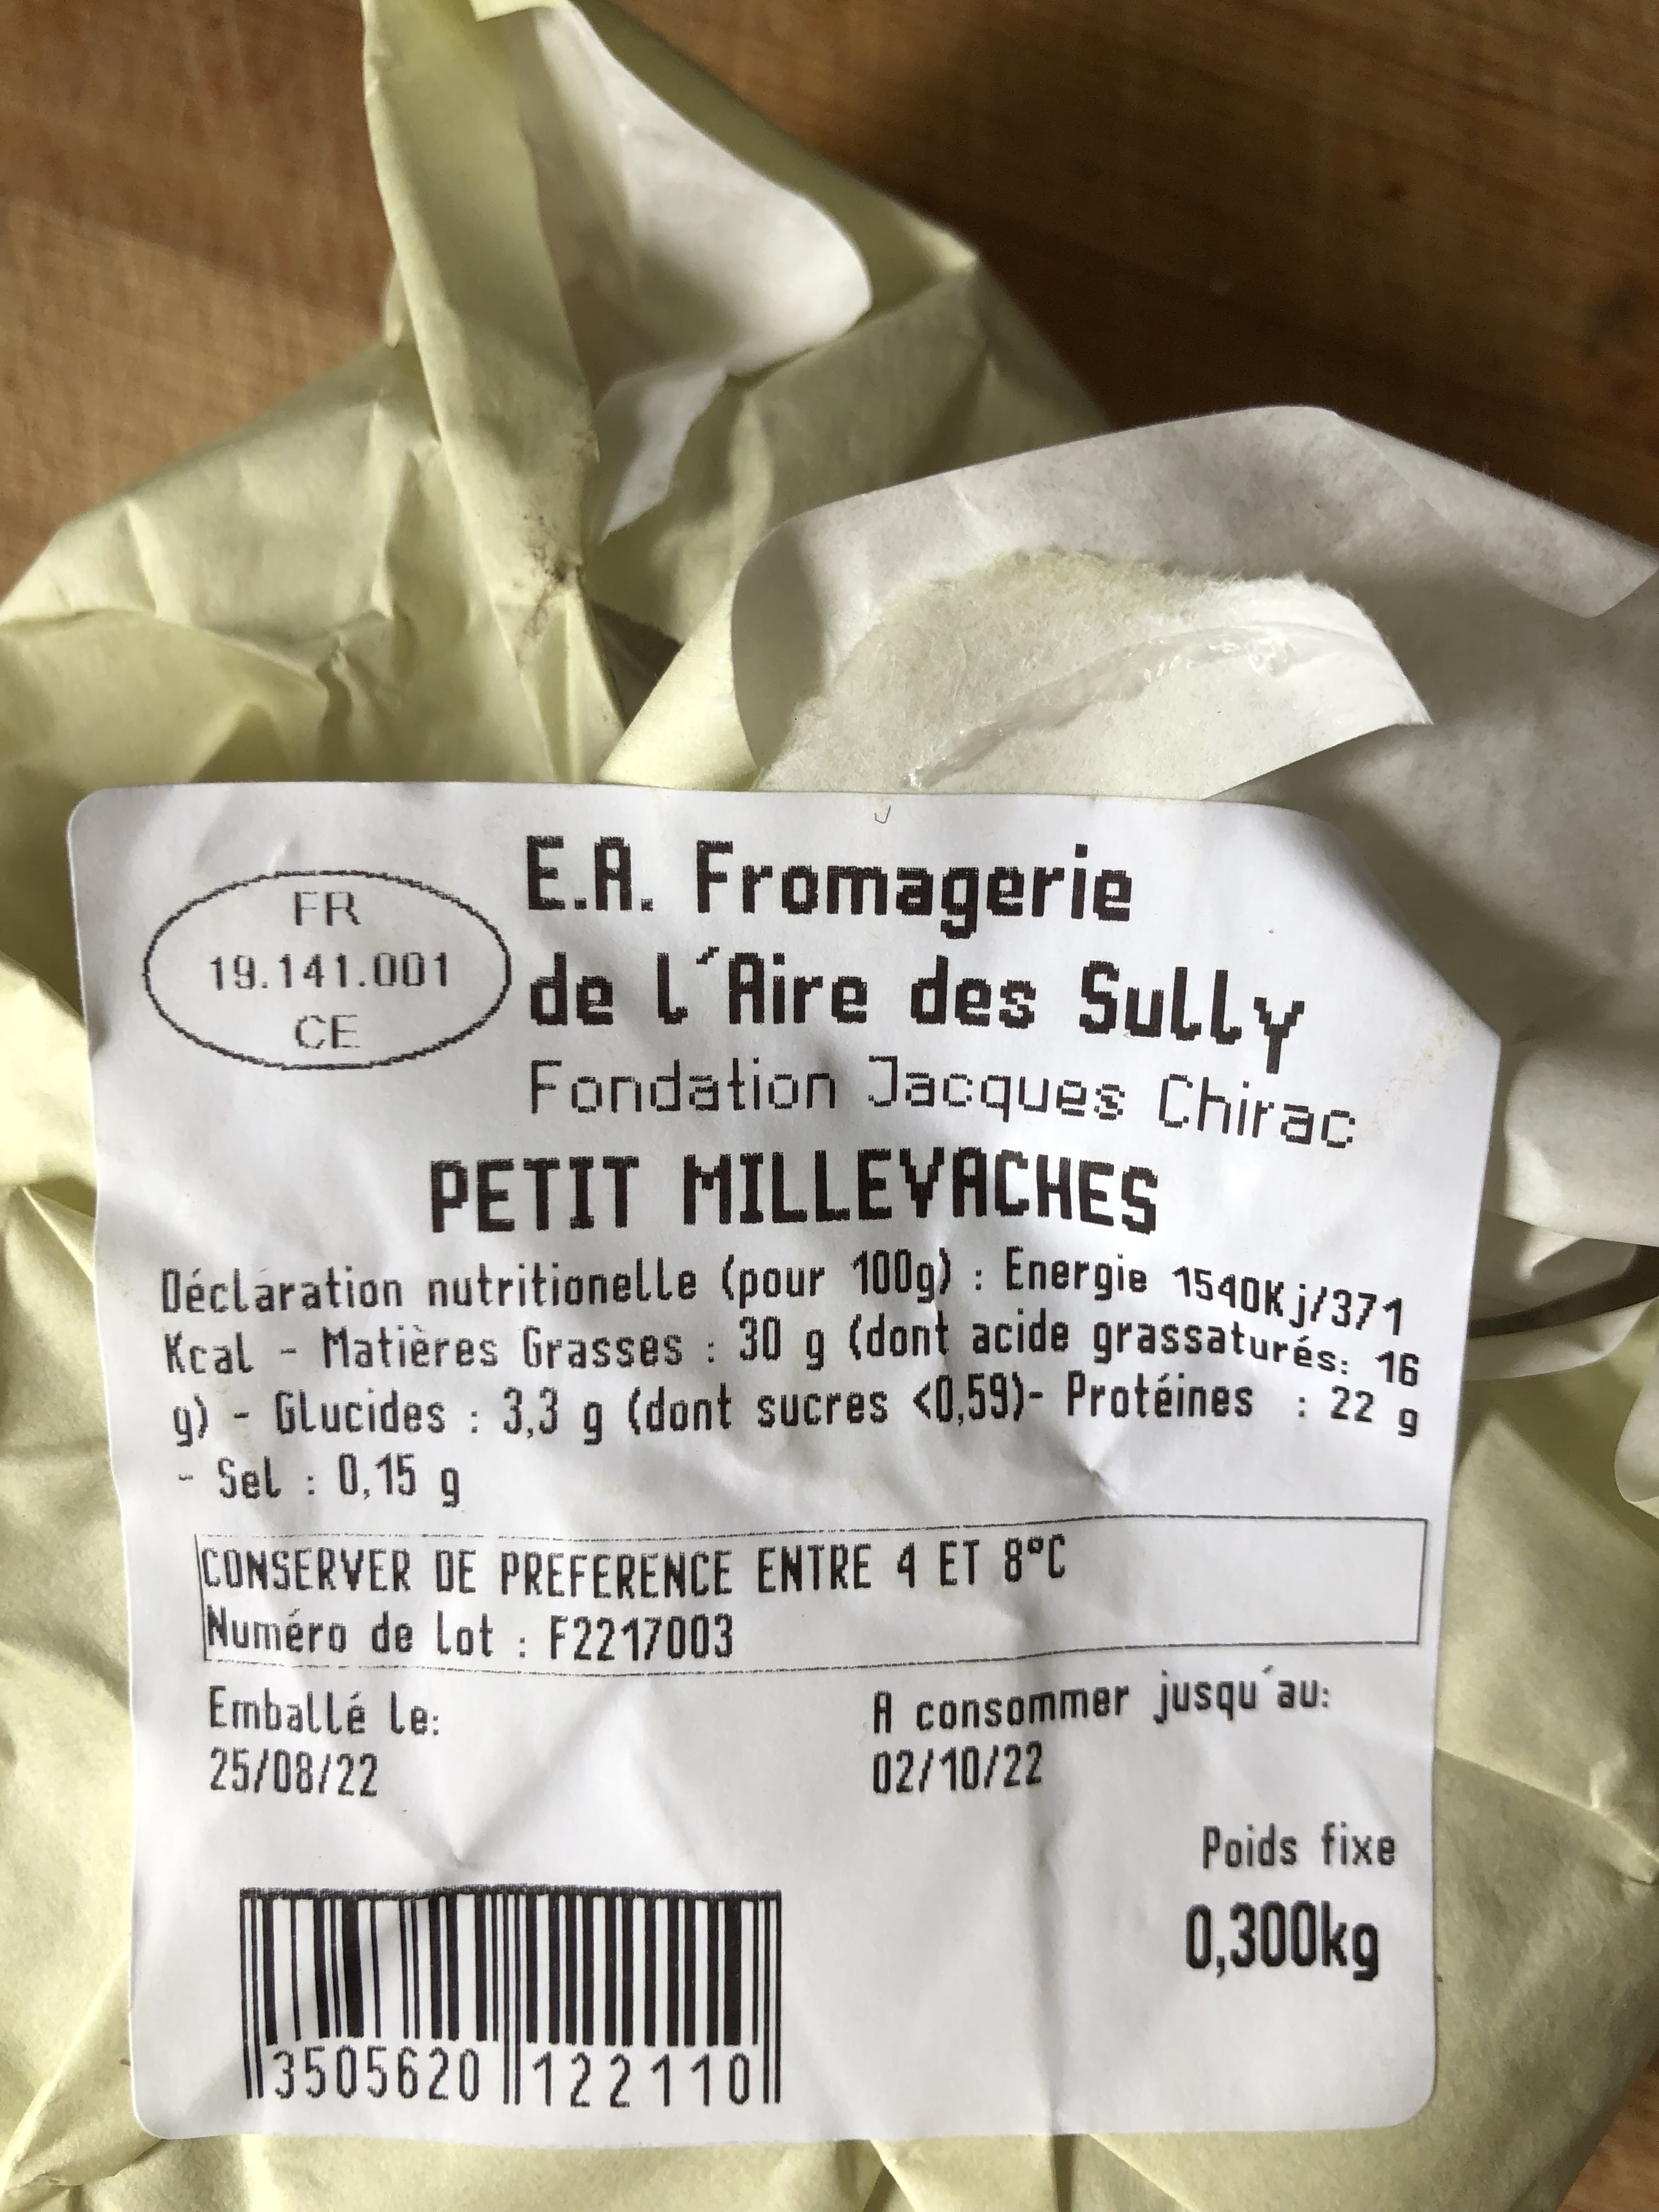 FR
19.141.001
CE
E.A. Fromagerie
de l´Aire des Sully
Fondation Jacques Chirac
PETIT MILLEVACHES
Déclaration nutritionelle (pour 100g) : Energie 1540Kj/371
Kcal - Matières Grasses : 30 g (dont acide grassaturés: 16
g) - Glucides : 3,3 g (dont sucres <0,59)- Protéines : 22 g
- Sel : 0,15 g
CONSERVER DE PREFERENCE ENTRE 4 ET 8°C
Numéro de lot : F2217003
Emballé le:
25/08/22
A consommer jusqu´au:
02/10/22
Poids fixe
0,300kg
3505620 122110